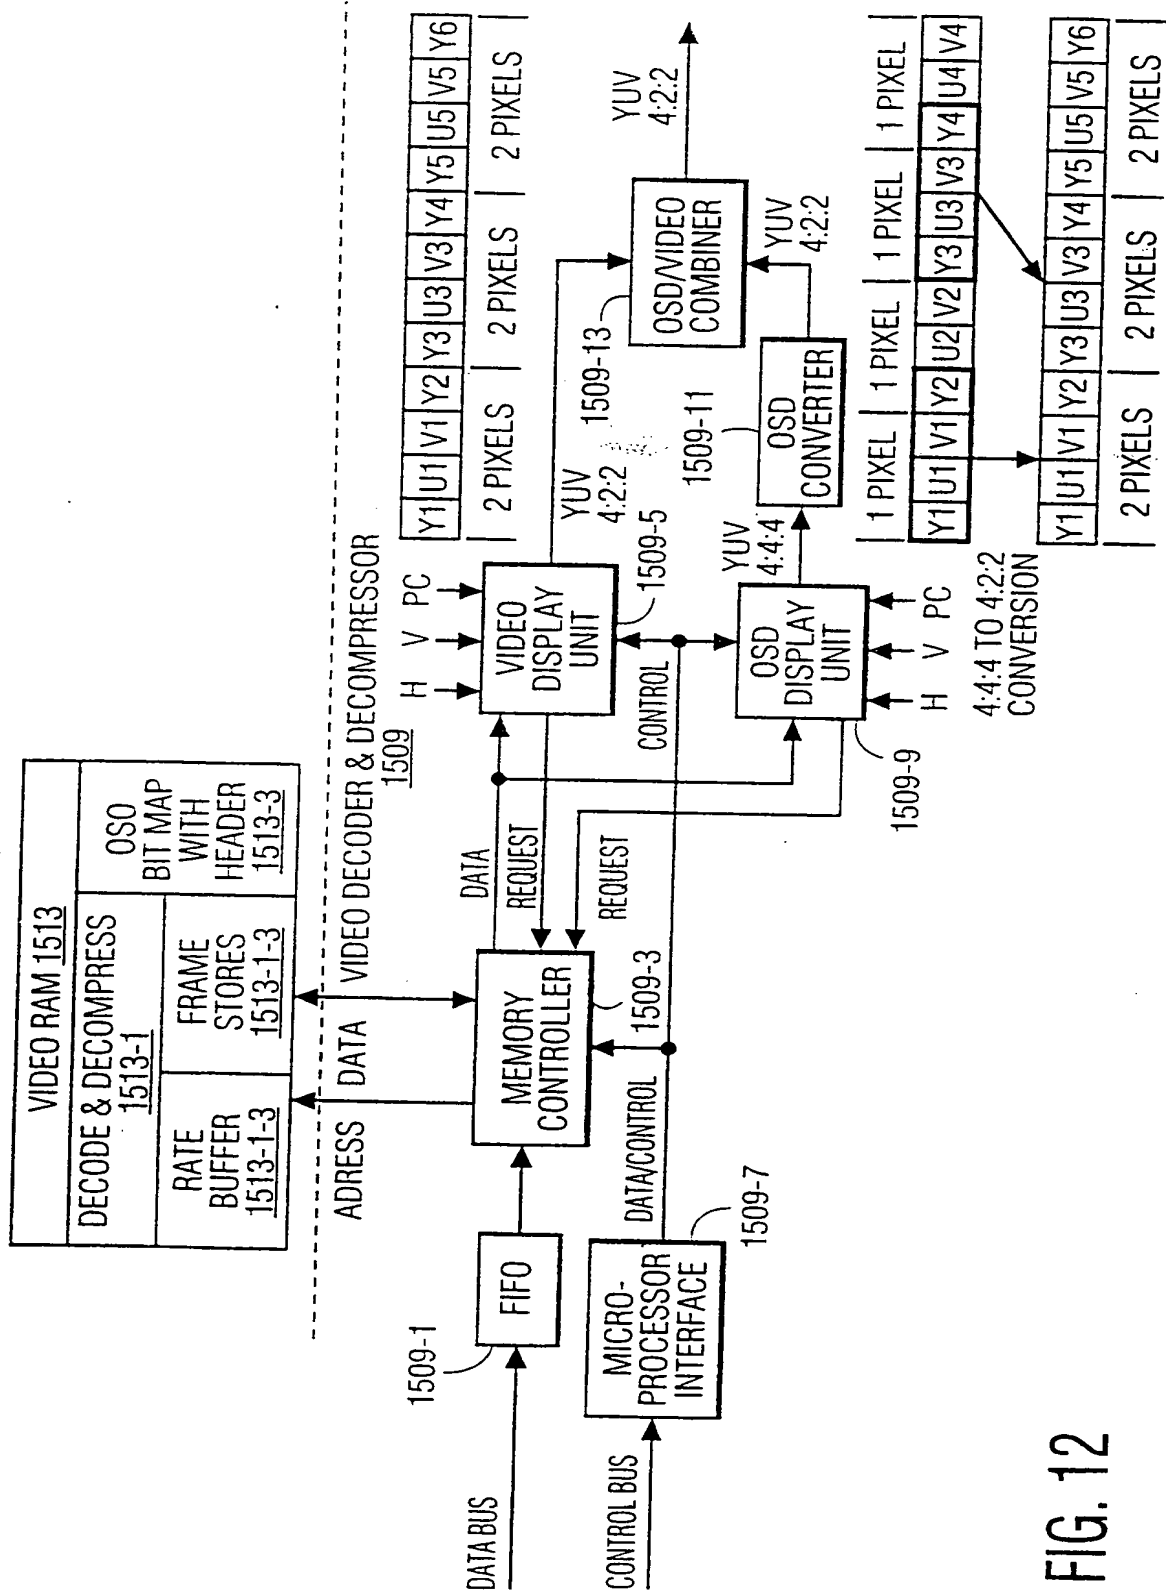 VIDEO RAM 1513
DECODE & DECOMPRESS
1513-1
RATE
BUFFER
1513-1-3
FRAME
STORES
1513-1-3
OSO
BIT MAP
WITH
HEADER
1513-3
ADRESS
DATA
VIDEO DECODER & DECOMPRESSOR
1509
DATA BUS
1509-1
FIFO
MEMORY
CONTROLLER
1509-3
DATA
REQUEST
REQUEST
H V PC
VIDEO
DISPLAY
UNIT
1509-5
YUV
4:2:2
Y1 U1 V1 Y2 Y3 U3 V3 Y4 Y5 U5 V5 Y6
2 PIXELS 2 PIXELS 2 PIXELS
1509-13
OSD/VIDEO
COMBINER
YUV
4:2:2
YUV
4:2:2
CONTROL BUS
MICRO-
PROCESSOR
INTERFACE
1509-7
DATA/CONTROL
CONTROL
OSD
DISPLAY
UNIT
1509-9
H V PC
YUV
4:4:4
1509-11
OSD
CONVERTER
4:4:4 TO 4:2:2
CONVERSION
1 PIXEL 1 PIXEL 1 PIXEL 1 PIXEL
Y1 U1 V1 Y2 U2 V2 Y3 U3 V3 Y4 U4 V4
Y1 U1 V1 Y2 Y3 U3 V3 Y4 Y5 U5 V5 Y6
2 PIXELS 2 PIXELS 2 PIXELS
FIG. 12